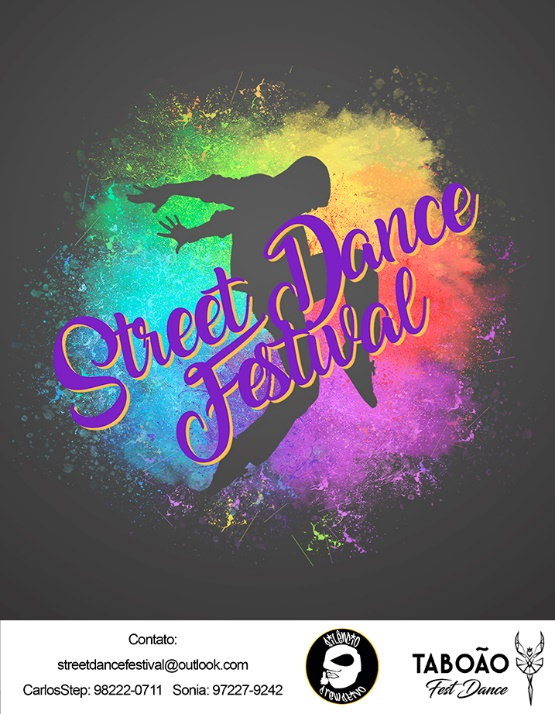 Street Dance
Festival
Contato:
streetdancefestival@outlook.com
CarlosStep: 98222-0711 Sonia: 97227-9242
TABOÃO
Fest Dance